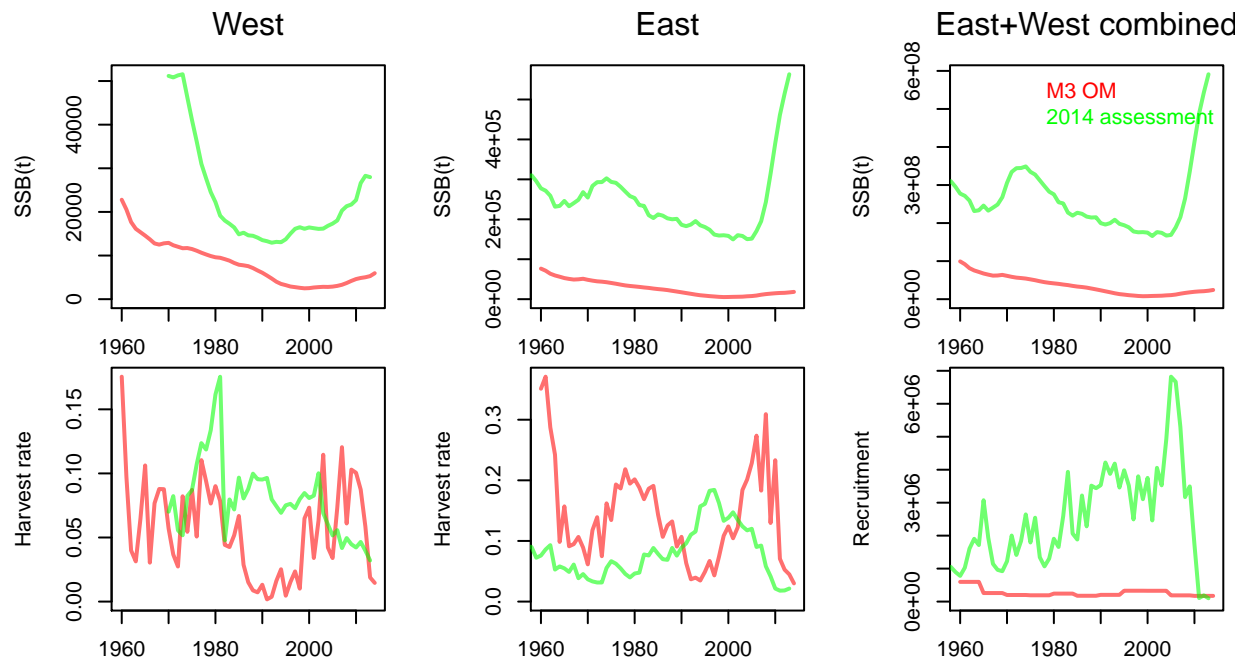 West
East
East+West combined
SSB(t)
0
20000
40000
1960
1980
2000
SSB(t)
0e+00
2e+05
4e+05
1960
1980
2000
SSB(t)
0e+00
3e+08
6e+08
M3 OM
2014 assessment
1960
1980
2000
Harvest rate
0.00
0.05
0.10
0.15
1960
1980
2000
Harvest rate
0.0
0.1
0.2
0.3
1960
1980
2000
Recruitment
0e+00
3e+06
6e+06
1960
1980
2000